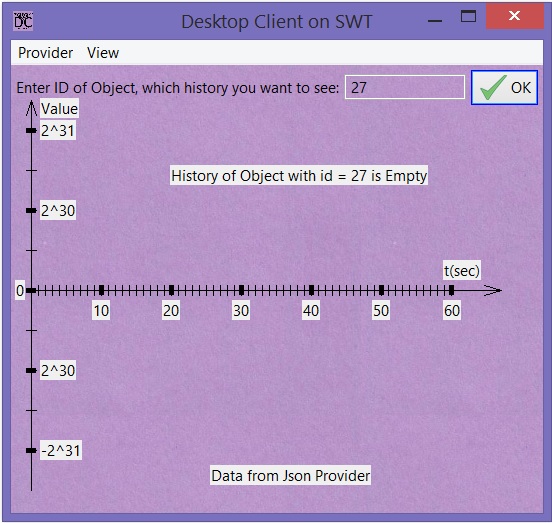 DC
Desktop Client on SWT
Provider View
Enter ID of Object, which history you want to see: 27 OK
Value
2^31
History of Object with id = 27 is Empty
2^30
t(sec)
0
10 20 30 40 50 60
2^30
-2^31
Data from Json Provider